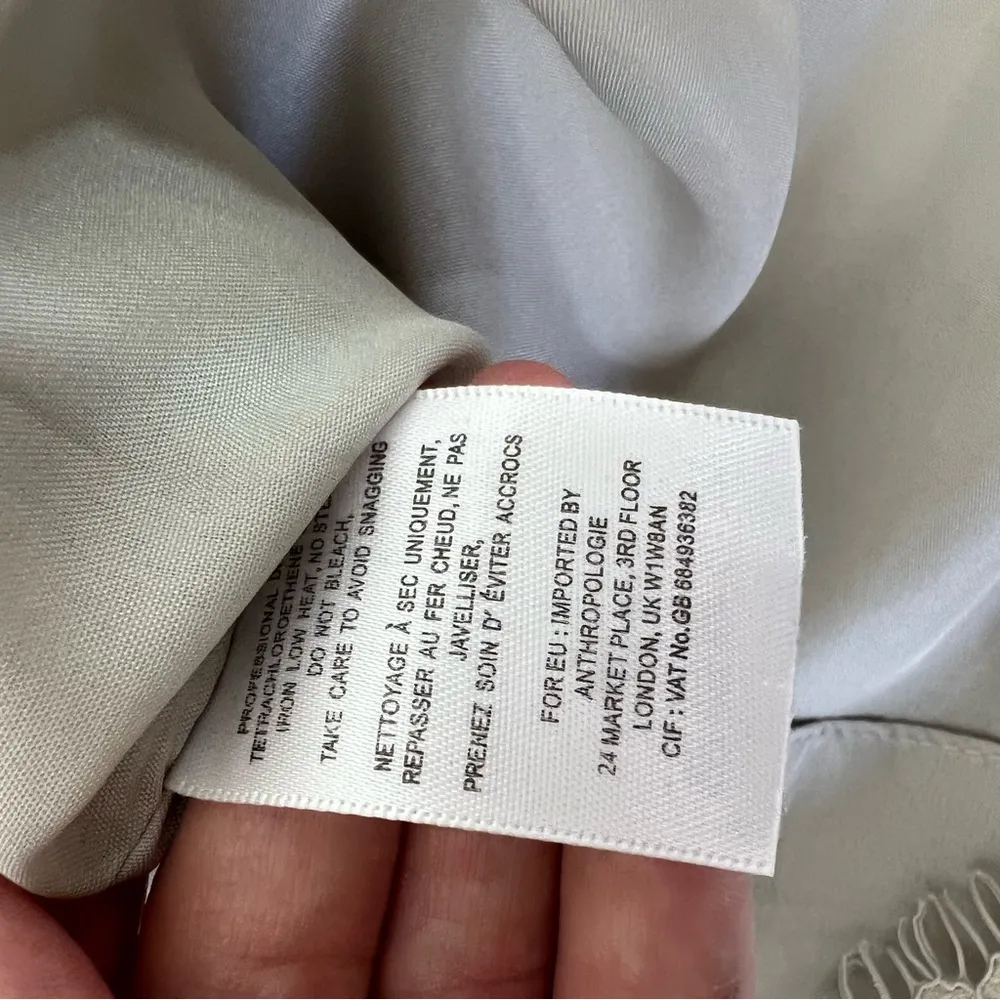 PROFESSIONAL
TETRACHLOROETHENE
IRON LOW HEAT, NO
DO NOT BLEACH,
TAKE CARE TO AVOID SNAGGING
NETTOYAGE À SEC UNIQUEMENT,
REPASSER AU FER CHEUD, NE PAS
JAVELLISER,
PRENEZ SOIN D' ÉVITER ACCROCS
FOR EU : IMPORTED BY
ANTHROPOLOGIE
24 MARKET PLACE, 3RD FLOOR
LONDON, UK W1W8AN
CIF : VAT No.GB 684936382